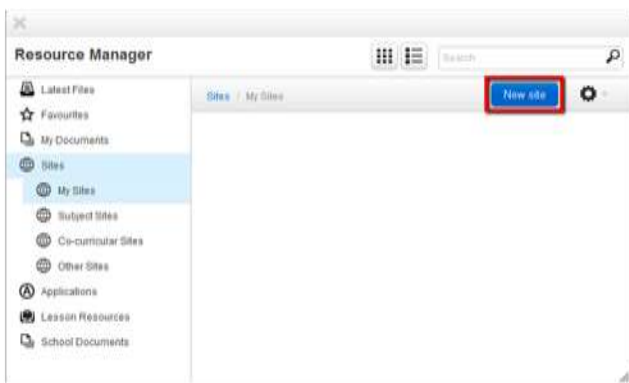 Resource Manager
Search
Latest Files
Favourites
My Documents
Sites
My Sites
Subject Sites
Co-curricular Sites
Other Sites
Applications
Lesson Resources
School Documents
Sites / My Sites
New site